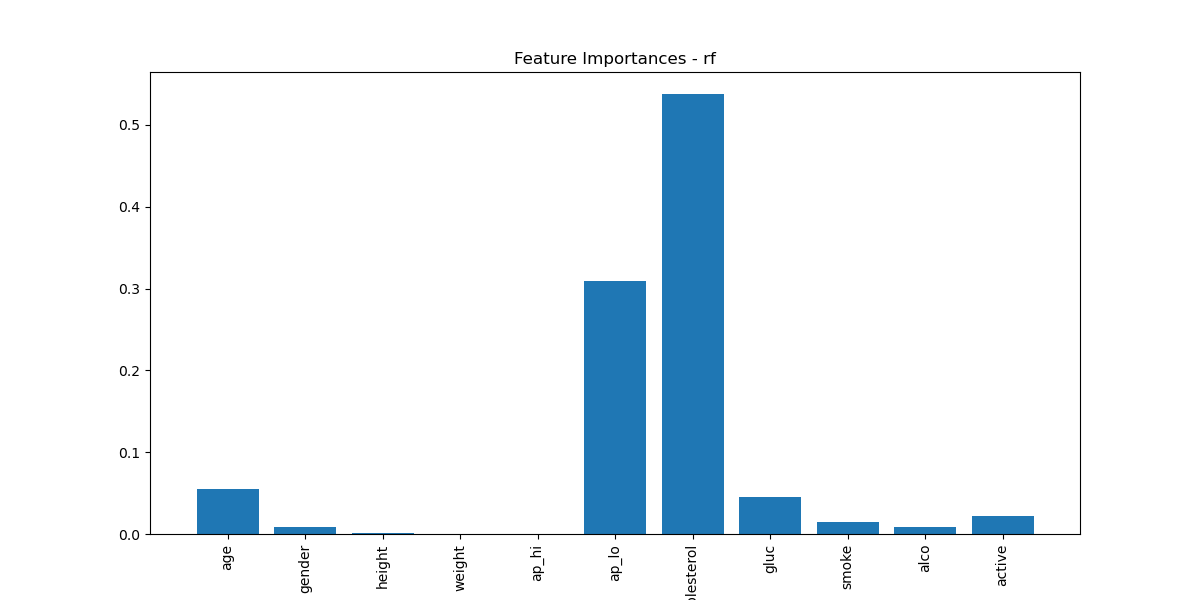 Feature Importances - rf
0.5
0.4
0.3
0.2
0.1
0.0
age
gender
height
weight
ap_hi
ap_lo
olesterol
gluc
smoke
alco
active